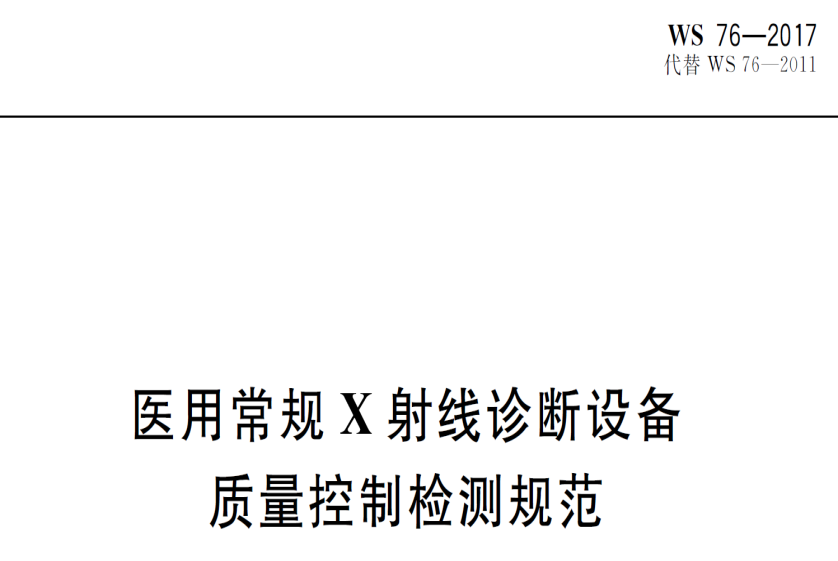 WS 76—2017
代替 WS 76—2011
医用常规 X 射线诊断设备
质量控制检测规范